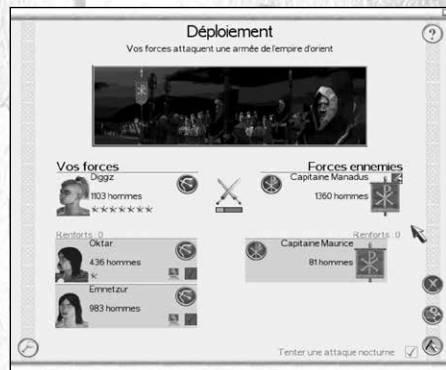 Déploiement
Vos forces attaquent une armée de l'empire d'orient
Vos forces
Diggiz
1103 hommes
Renforts : 0
Oktar
436 hommes
Emnetzur
983 hommes
Forces ennemies
Capitaine Manadus
1360 hommes
Renforts : 0
Capitaine Maurice
81 hommes
Tenter une attaque nocturne
?